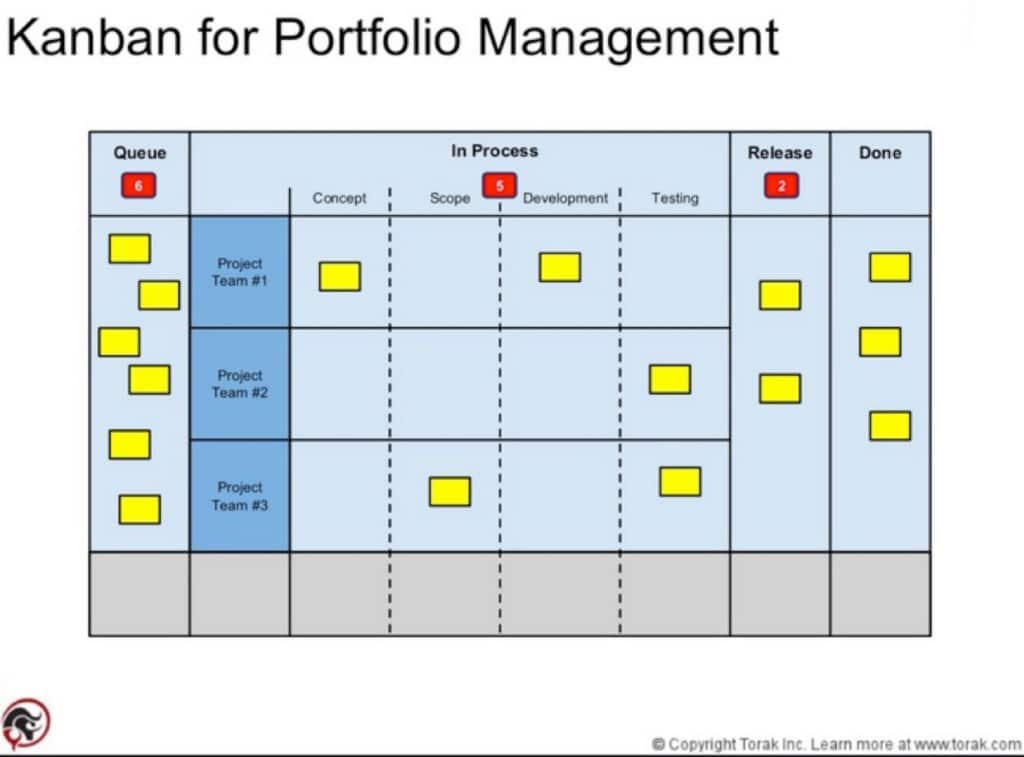 Kanban for Portfolio Management
Queue
6
In Process
5
Concept
Scope
Development
Testing
Release
2
Done
Project
Team #1
Project
Team #2
Project
Team #3
© Copyright Torak Inc. Learn more at www.torak.com